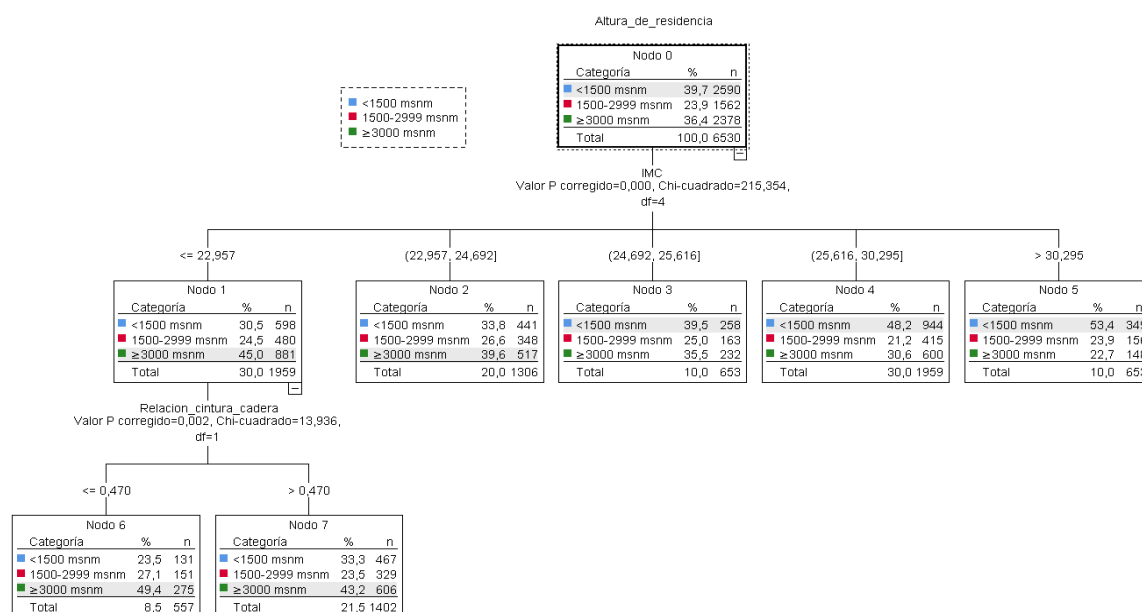 Altura_de_residencia
Nodo 0
Categoría % n
<1500 msnm 39,7 2590
1500-2999 msnm 23,9 1562
≥3000 msnm 36,4 2378
Total 100,0 6530
<1500 msnm
1500-2999 msnm
≥3000 msnm
IMC
Valor P corregido=0,000, Chi-cuadrado=215,354,
df=4
<= 22,957
(22,957, 24,692]
(24,692, 25,616]
(25,616, 30,295]
> 30,295
Nodo 1
Categoría % n
<1500 msnm 30,5 598
1500-2999 msnm 24,5 480
≥3000 msnm 45,0 881
Total 30,0 1959
Nodo 2
Categoría % n
<1500 msnm 33,8 441
1500-2999 msnm 26,6 348
≥3000 msnm 39,6 517
Total 20,0 1306
Nodo 3
Categoría % n
<1500 msnm 39,5 258
1500-2999 msnm 25,0 163
≥3000 msnm 35,5 232
Total 10,0 653
Nodo 4
Categoría % n
<1500 msnm 48,2 944
1500-2999 msnm 21,2 415
≥3000 msnm 30,6 600
Total 30,0 1959
Nodo 5
Categoría % n
<1500 msnm 53,4
1500-2999 msnm 23,9
≥3000 msnm 22,7
Total 10,0
Relacion_cintura_cadera
Valor P corregido=0,002, Chi-cuadrado=13,936,
df=1
<= 0,470
> 0,470
Nodo 6
Categoría % n
<1500 msnm 23,5 131
1500-2999 msnm 27,1 151
≥3000 msnm 49,4 275
Total 8,5 557
Nodo 7
Categoría % n
<1500 msnm 33,3 467
1500-2999 msnm 23,5 329
≥3000 msnm 43,2 606
Total 21,5 1402